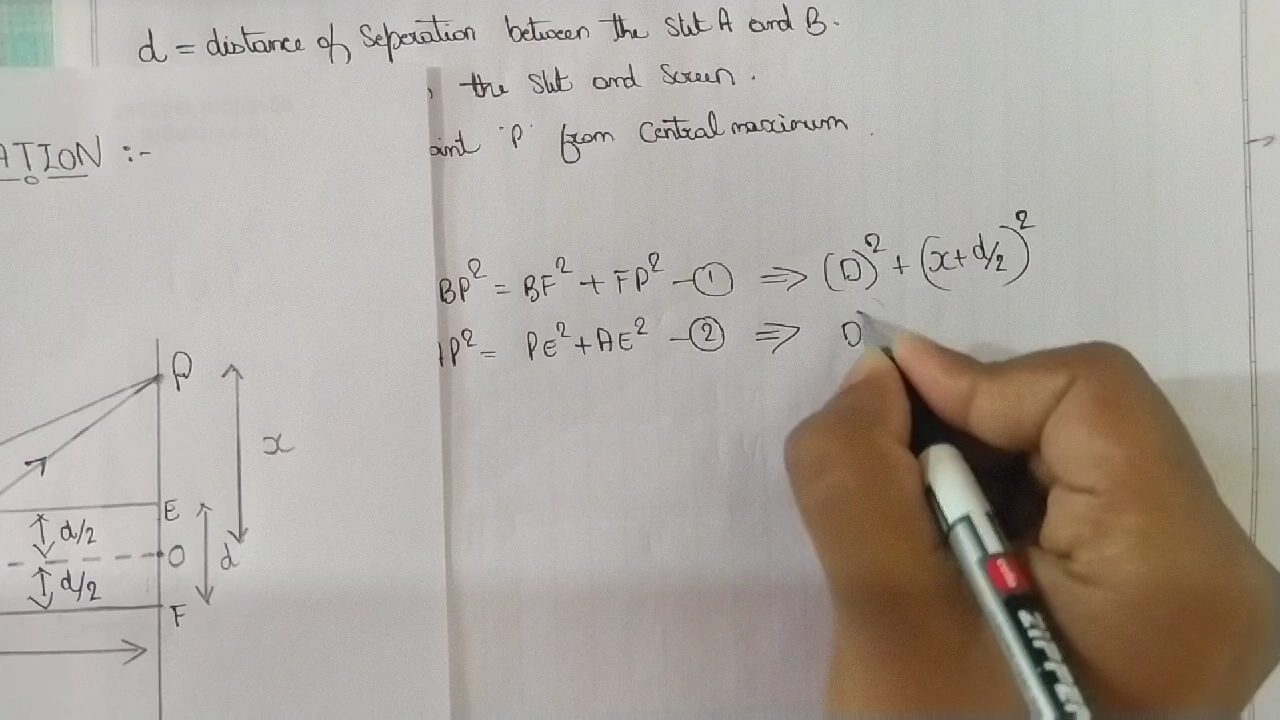 d = distance of Seperation between the slit A and B.
the slit and screen.
oint "P" from Central maximum.
ATION :-
BP² = BF² + FP² - ① ⇒ (D)² + (x+d/2)²
P² = PE² + AE² - ② ⇒ D
P
x
E
d/2
O
d
d/2
F
ZIPPER